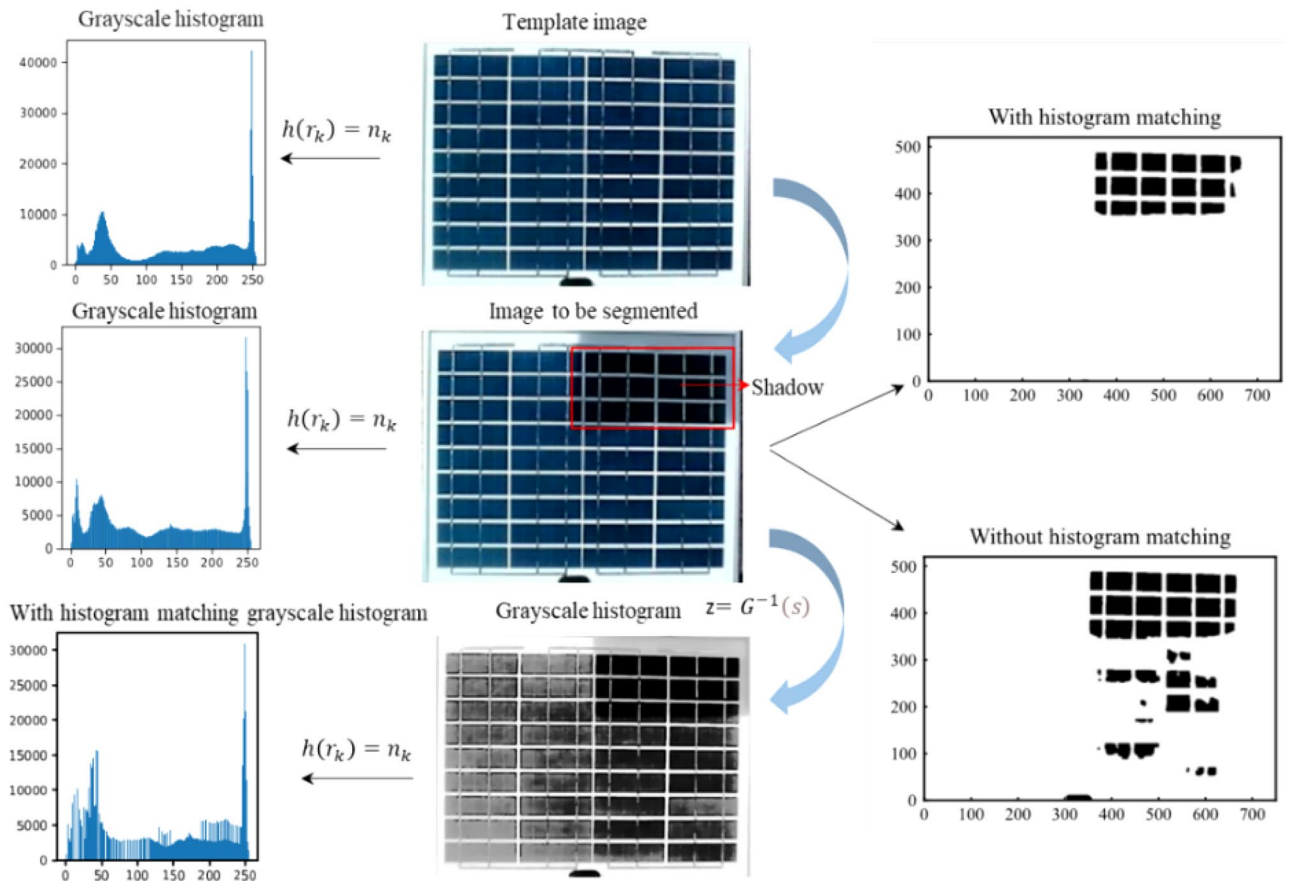 Grayscale histogram
40000
30000
20000
10000
0
0 50 100 150 200 250
h(r_k) = n_k
Template image
Grayscale histogram
30000
25000
20000
15000
10000
5000
0
0 50 100 150 200 250
h(r_k) = n_k
Image to be segmented
Shadow
With histogram matching grayscale histogram
30000
25000
20000
15000
10000
5000
0
0 50 100 150 200 250
h(r_k) = n_k
Grayscale histogram
z= G⁻¹(s)
With histogram matching
500
400
300
200
100
0
0 100 200 300 400 500 600 700
Without histogram matching
500
400
300
200
100
0
0 100 200 300 400 500 600 700